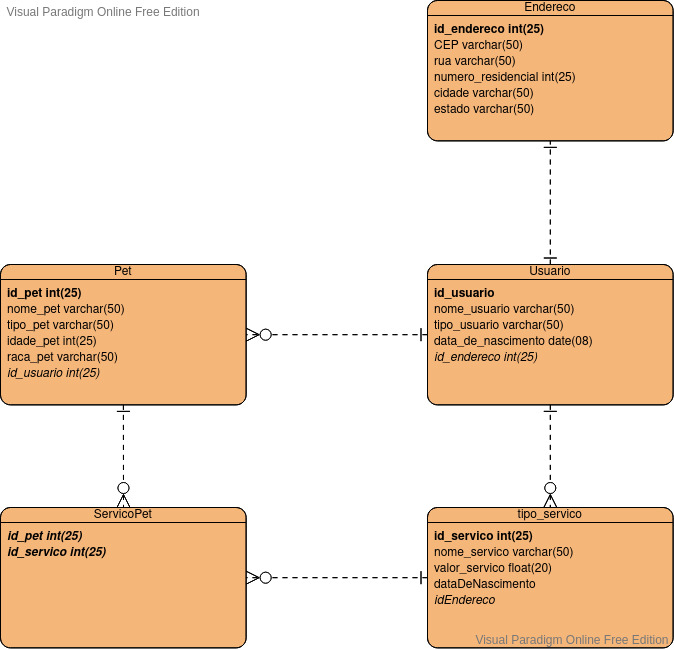 Visual Paradigm Online Free Edition
Endereco
id_endereco int(25)
CEP varchar(50)
rua varchar(50)
numero_residencial int(25)
cidade varchar(50)
estado varchar(50)
Pet
id_pet int(25)
nome_pet varchar(50)
tipo_pet varchar(50)
idade_pet int(25)
raca_pet varchar(50)
id_usuario int(25)
Usuario
id_usuario
nome_usuario varchar(50)
tipo_usuario varchar(50)
data_de_nascimento date(08)
id_endereco int(25)
ServicoPet
id_pet int(25)
id_servico int(25)
tipo_servico
id_servico int(25)
nome_servico varchar(50)
valor_servico float(20)
dataDeNascimento
idEndereco
Visual Paradigm Online Free Edition